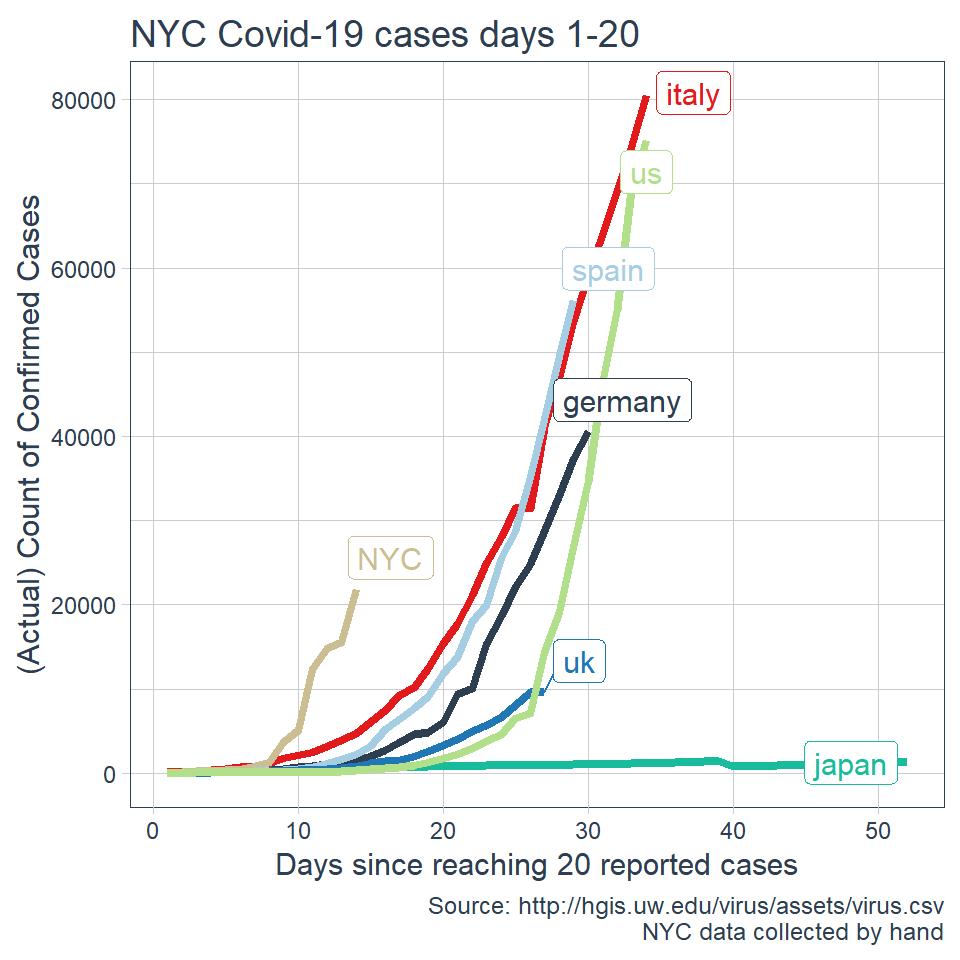 NYC Covid-19 cases days 1-20
(Actual) Count of Confirmed Cases
80000
60000
40000
20000
0
italy
us
spain
germany
NYC
uk
japan
0 10 20 30 40 50
Days since reaching 20 reported cases
Source: http://hgis.uw.edu/virus/assets/virus.csv
NYC data collected by hand